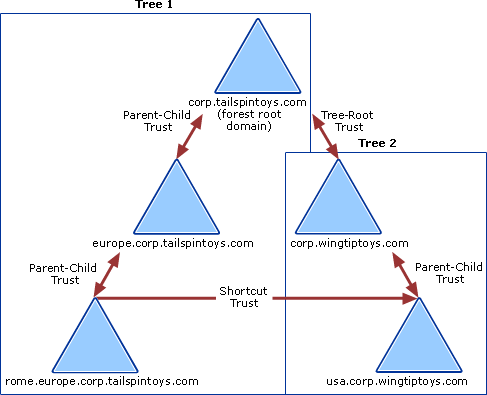 Tree 1
corp.tailspintoys.com
(forest root
domain)
Parent-Child
Trust
Tree-Root
Trust
Tree 2
europe.corp.tailspintoys.com
corp.wingtiptoys.com
Parent-Child
Trust
Parent-Child
Trust
Shortcut
Trust
rome.europe.corp.tailspintoys.com
usa.corp.wingtiptoys.com